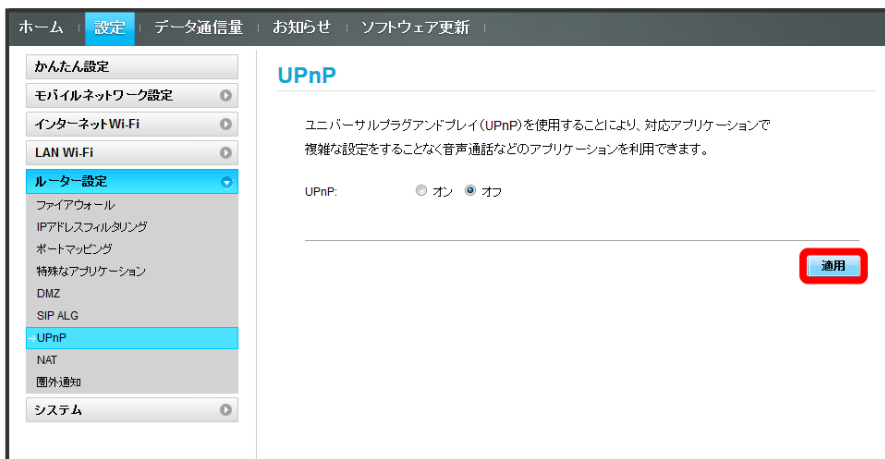 ホーム 設定 データ通信量 お知らせ ソフトウェア更新
かんたん設定
モバイルネットワーク設定
インターネットWi-Fi
LAN Wi-Fi
ルーター設定
ファイアウォール
IPアドレスフィルタリング
ポートマッピング
特殊なアプリケーション
DMZ
SIP ALG
UPnP
NAT
圏外通知
システム
UPnP
ユニバーサルプラグアンドプレイ(UPnP)を使用することにより、対応アプリケーションで
複雑な設定をすることなく音声通話などのアプリケーションを利用できます。
UPnP: オン オフ
適用